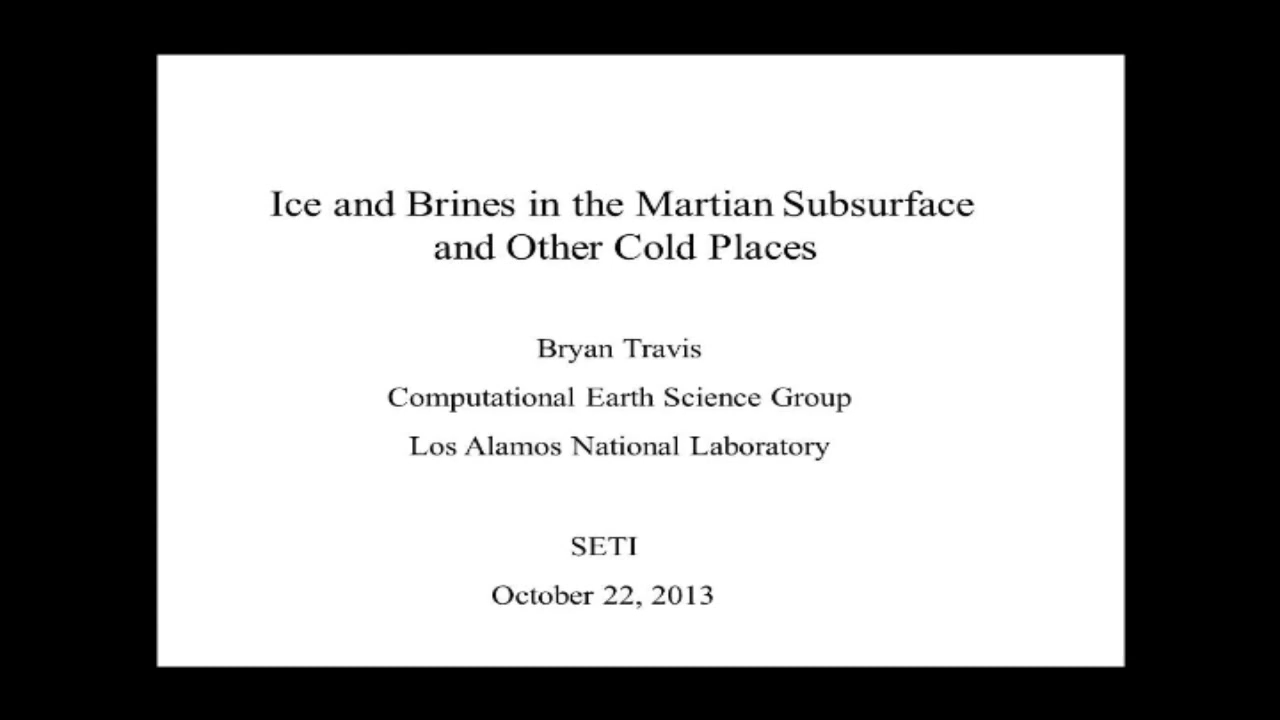 Ice and Brines in the Martian Subsurface
and Other Cold Places
Bryan Travis
Computational Earth Science Group
Los Alamos National Laboratory
SETI
October 22, 2013